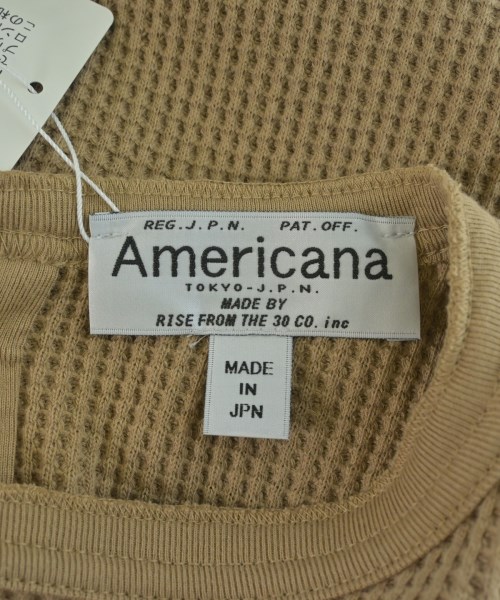 REG.J.P.N. PAT.OFF.
Americana
TOKYO-J.P.N.
MADE BY
RISE FROM THE 30 CO. inc
MADE
IN
JPN